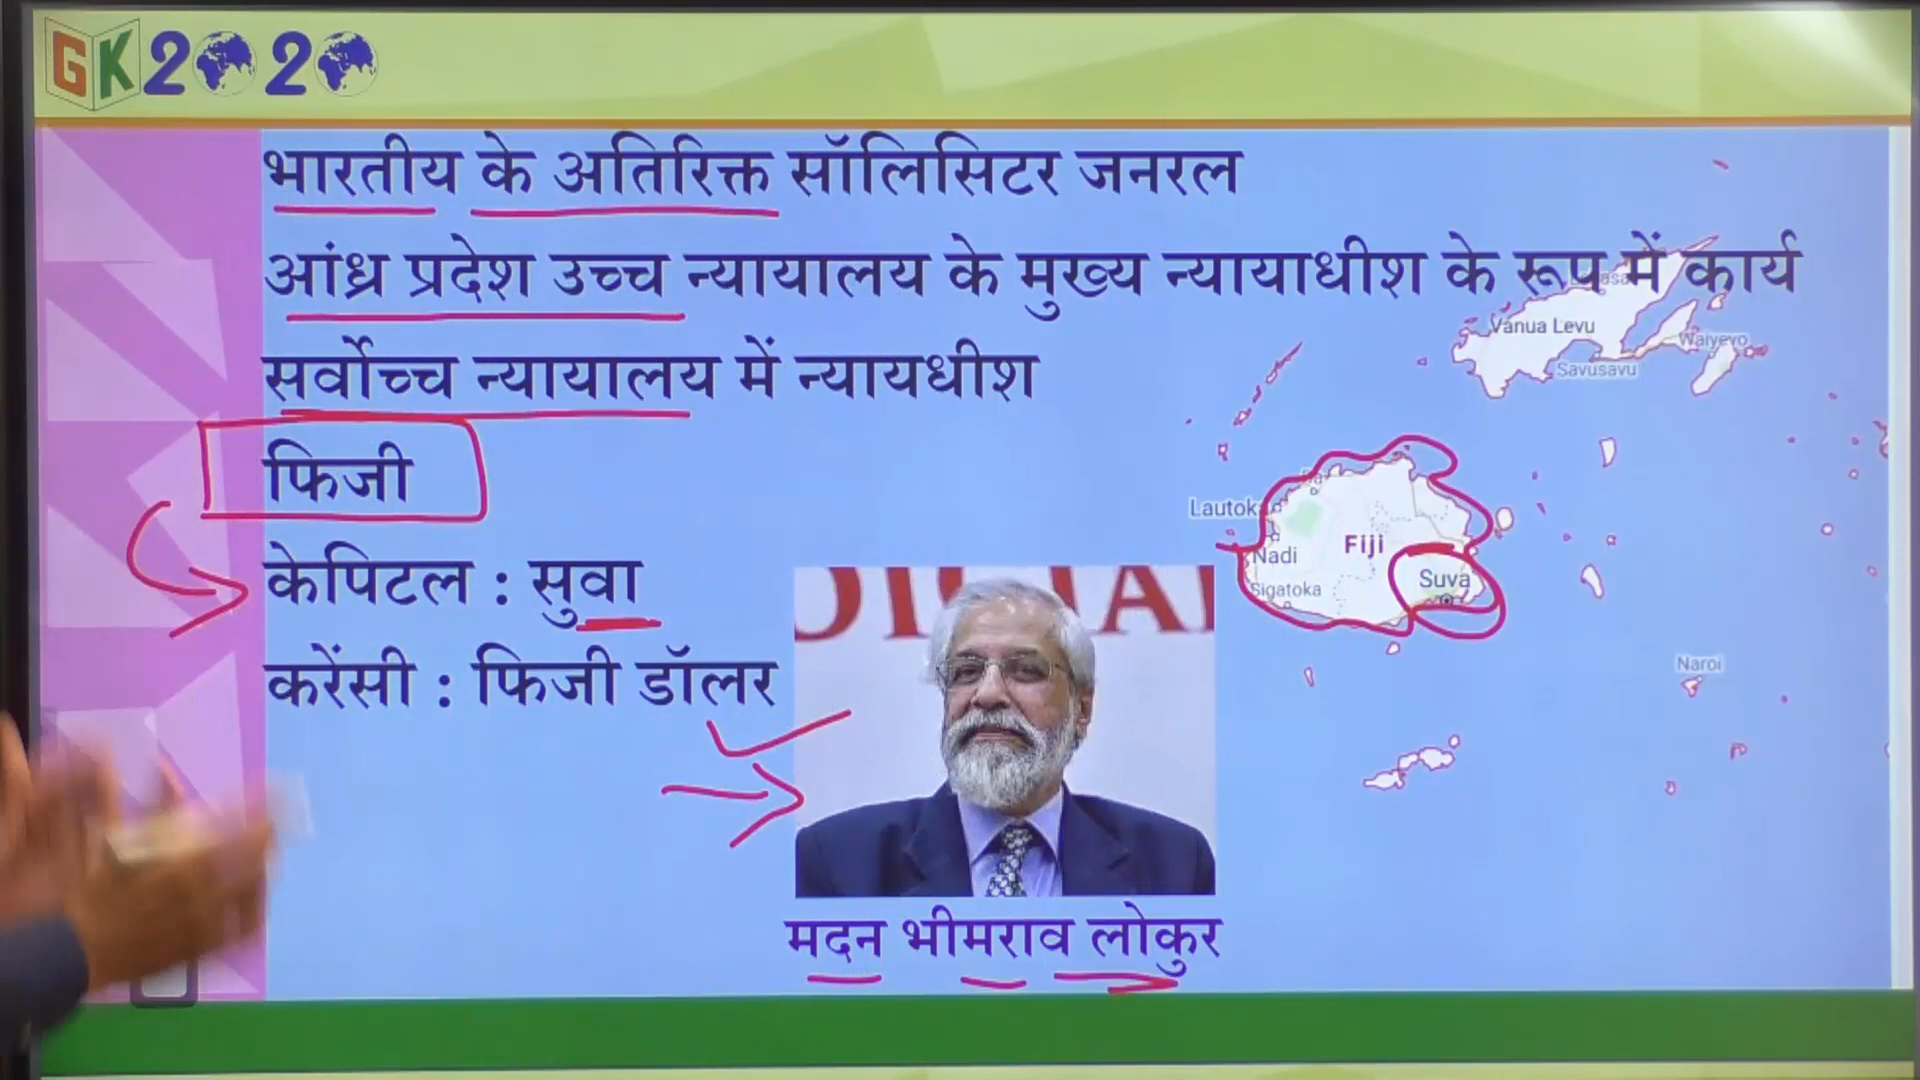 GK2020
भारतीय के अतिरिक्त सॉलिसिटर जनरल
आंध्र प्रदेश उच्च न्यायालय के मुख्य न्यायाधीश के रूप में कार्य
सर्वोच्च न्यायालय में न्यायधीश
फिजी
केपिटल : सुवा
करेंसी : फिजी डॉलर
मदन भीमराव लोकुर
Vanua Levu
Waiyevo
Savusavu
Lautoka
Nadi
Fiji
Sigatoka
Suva
Naroi